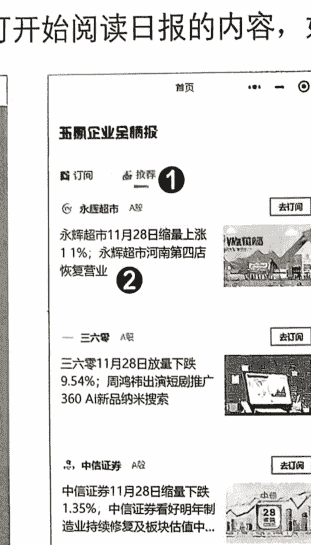 开始阅读日报的内容，
首页
企业全情报
订阅 推荐 1
永辉超市 A股 去订阅
永辉超市11月28日缩量上涨
1 1%；永辉超市河南第四店
恢复营业 2
三六零 A股 去订阅
三六零11月28日放量下跌
9.54%；周鸿祎出演短剧推广
360 AI新品纳米搜索
中信证券 A股 去订阅
中信证券11月28日缩量下跌
1.35%，中信证券看好明年制
造业持续修复及板块估值中...
28